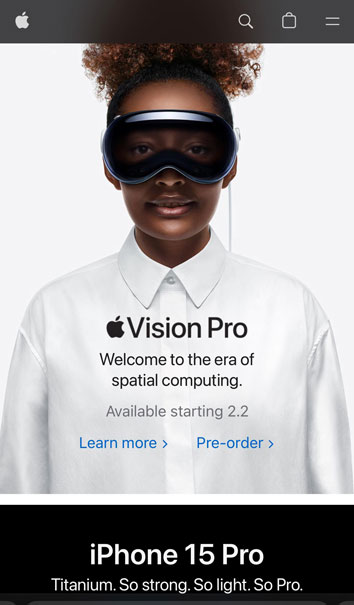 Vision Pro
Welcome to the era of
spatial computing.
Available starting 2.2
Learn more >
Pre-order >
iPhone 15 Pro
Titanium. So strong. So light. So Pro.